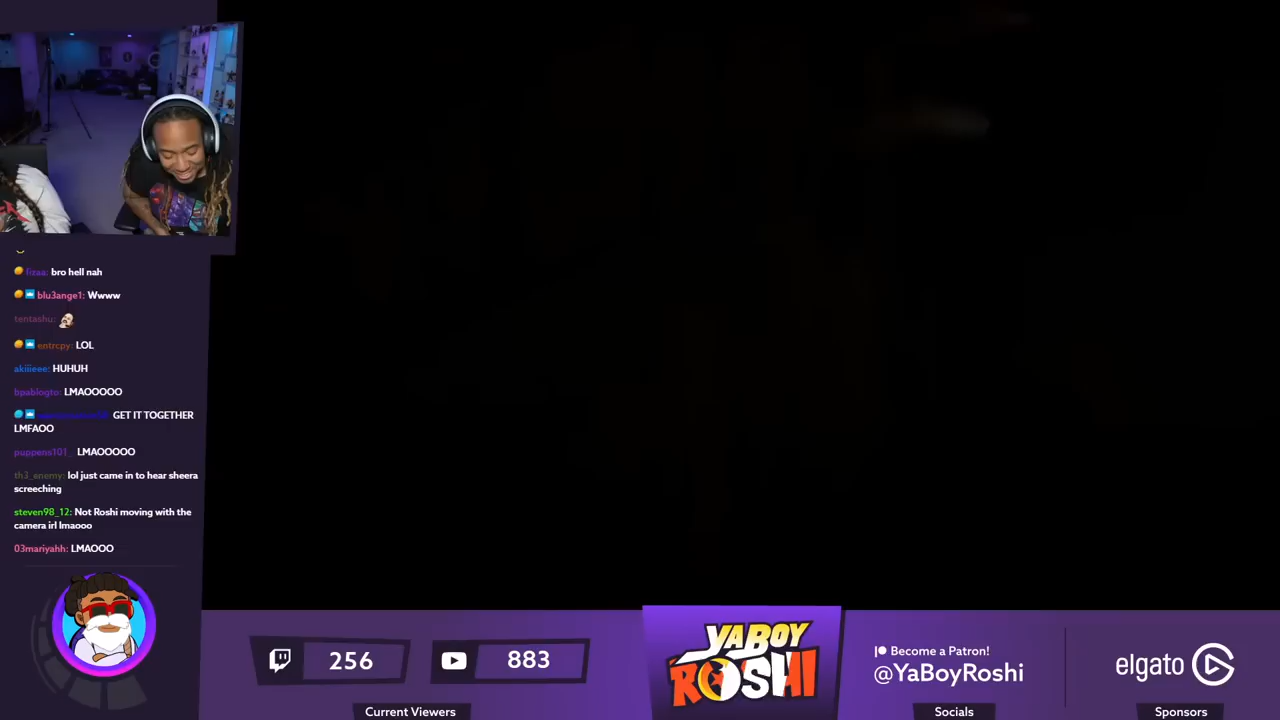 fizaa: bro hell nah
blu3ange1: Wwww
tentashu:
entrcpy: LOL
akiiieee: HUHUH
bpablogto: LMAOOOOO
GET IT TOGETHER
LMFAOO
puppens101_ LMAOOOOO
th3_enemy: lol just came in to hear sheera
screeching
steven98_12: Not Roshi moving with the
camera irl lmaooo
03mariyahh: LMAOOO
256
883
Current Viewers
YABOY
ROSHI
Become a Patron!
@YaBoyRoshi
Socials
elgato
Sponsors